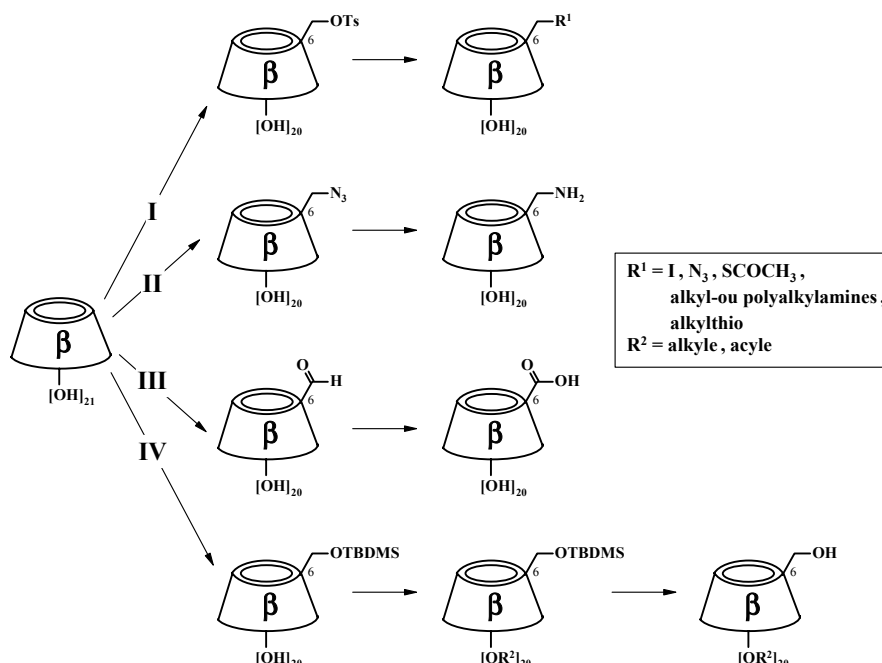 OTs
6
β
[OH]₂₀
R¹
6
β
[OH]₂₀
I
N₃
6
β
[OH]₂₀
NH₂
6
β
[OH]₂₀
II
R¹ = I , N₃ , SCOCH₃ ,
alkyl-ou polyalkylamines ,
alkylthio
R² = alkyle , acyle
β
[OH]₂₁
III
O
H
6
β
[OH]₂₀
O
OH
6
β
[OH]₂₀
IV
OTBDMS
6
β
[OH]₂₀
OTBDMS
6
β
[OR²]₂₀
OH
6
β
[OR²]₂₀